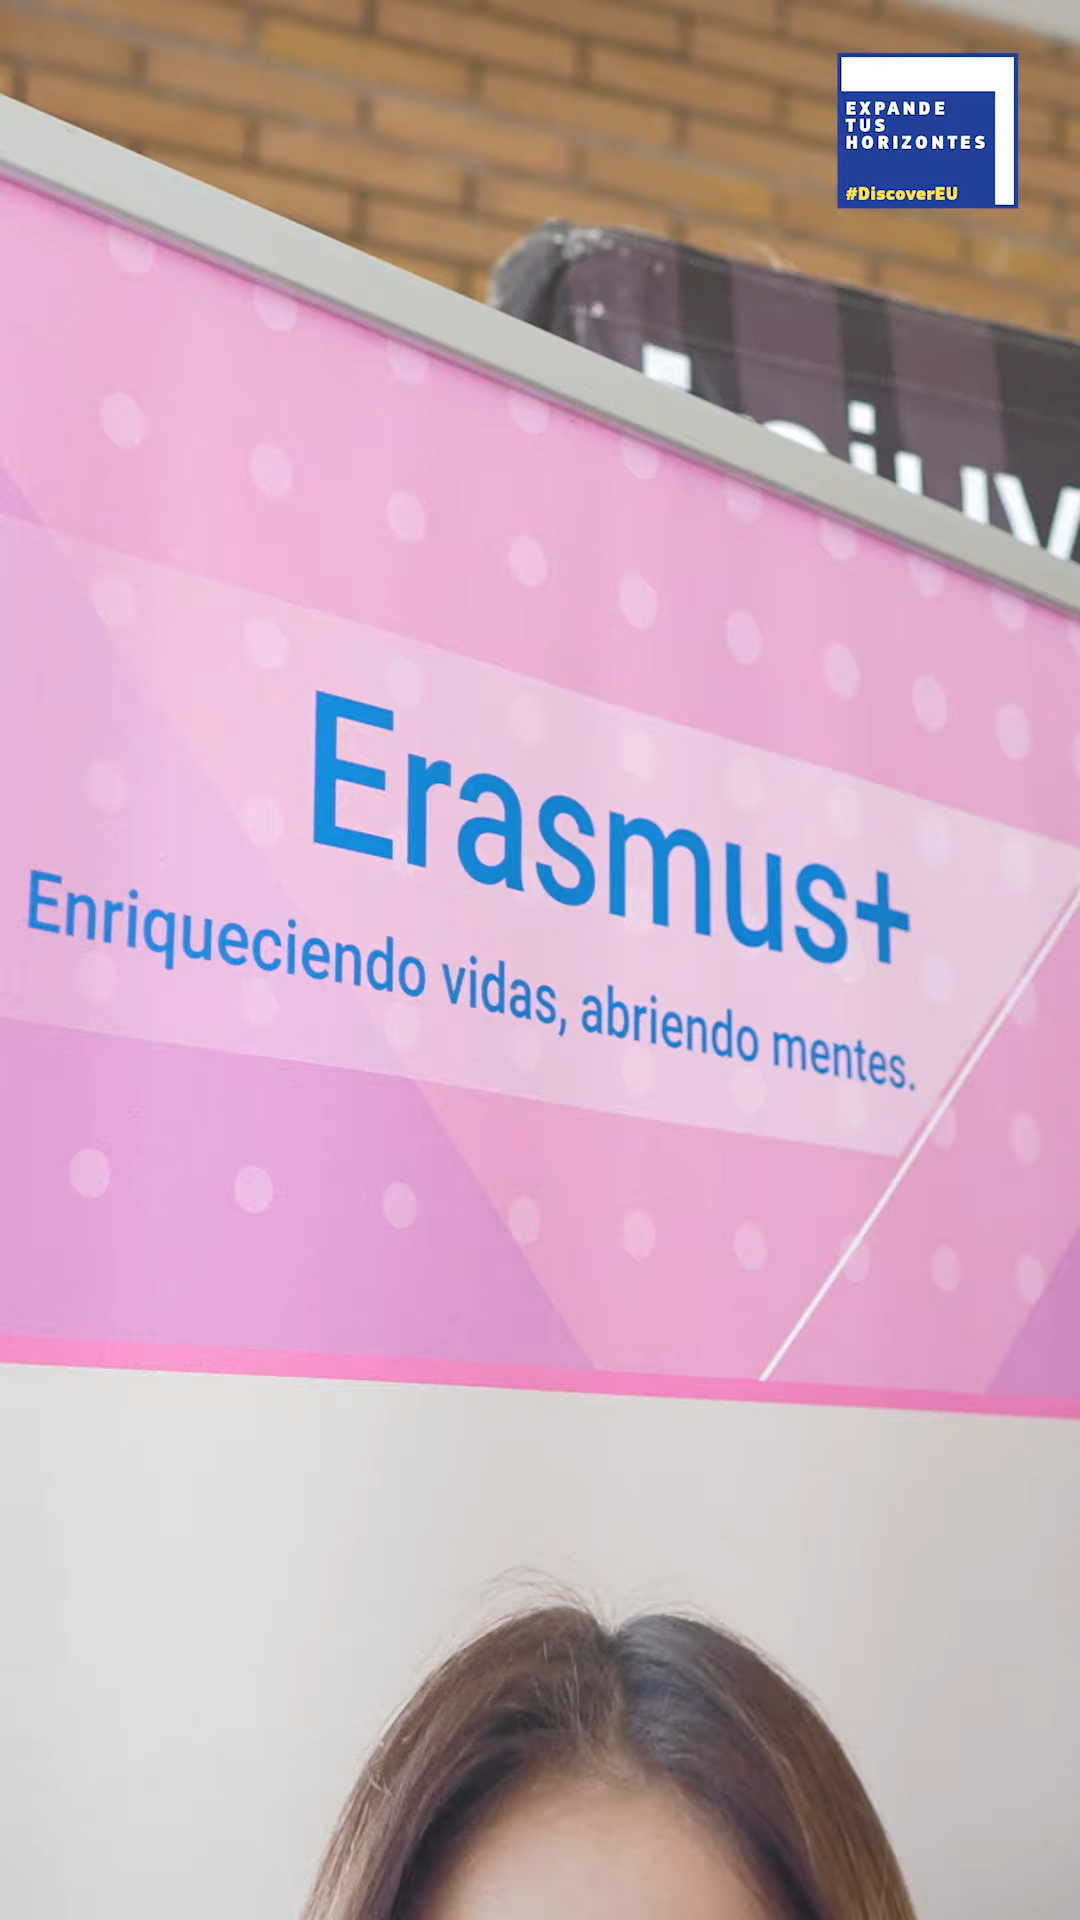 EXPANDE
TUS
HORIZONTES
#DiscoverEU
Erasmus+
Enriqueciendo vidas, abriendo mentes.